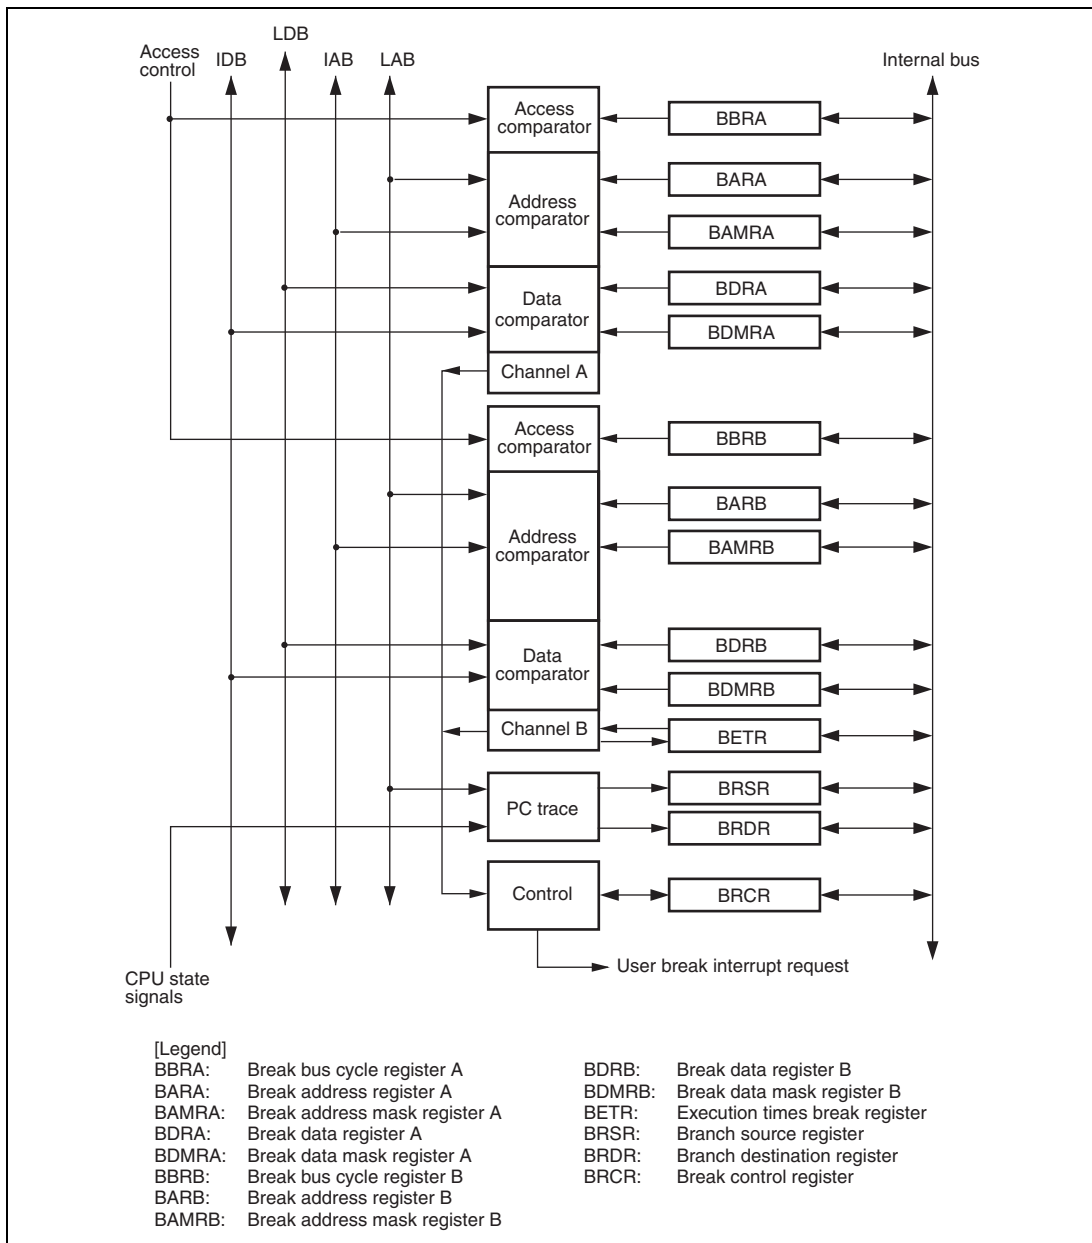 LDB
Access
control
IDB
IAB
LAB
Internal bus
Access
comparator
BBRA
Address
comparator
BARA
BAMRA
Data
comparator
BDRA
BDMRA
Channel A
Access
comparator
BBRB
Address
comparator
BARB
BAMRB
Data
comparator
BDRB
BDMRB
Channel B
BETR
PC trace
BRSR
BRDR
Control
BRCR
User break interrupt request
CPU state
signals
[Legend]
BBRA: Break bus cycle register A
BARA: Break address register A
BAMRA: Break address mask register A
BDRA: Break data register A
BDMRA: Break data mask register A
BBRB: Break bus cycle register B
BARB: Break address register B
BAMRB: Break address mask register B
BDRB: Break data register B
BDMRB: Break data mask register B
BETR: Execution times break register
BRSR: Branch source register
BRDR: Branch destination register
BRCR: Break control register